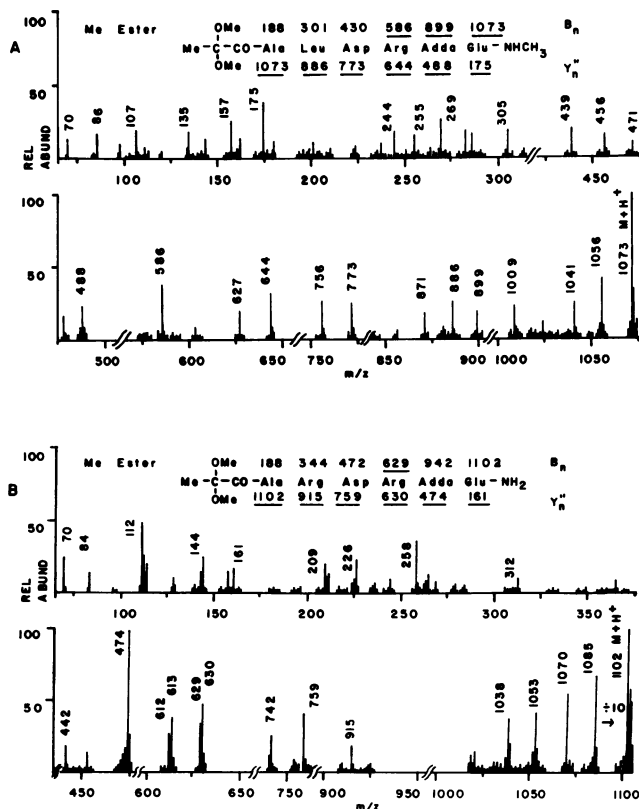 A
Me Ester
OMe 188 301 430 586 899 1073 Bn
Me — C — CO — Ala Leu Asp Arg Adda Glu — NHCH3
OMe 1073 886 773 644 488 175 Yn"
REL ABUND
100
50
70 86 107 135 157 175 244 255 269 305 439 456 471
100 150 200 250 300 450
100
50
488 586 627 644 756 773 871 886 899 1009 1041 1056 1073 M+H+
500 600 650 750 850 900 1000 1050
m/z
B
Me Ester
OMe 188 344 472 629 942 1102 Bn
Me — C — CO — Ala Arg Asp Arg Adda Glu — NH2
OMe 1102 915 759 630 474 161 Yn"
REL ABUND
100
50
70 84 112 144 161 209 226 258 312
100 150 200 250 300 350
100
50
442 474 612 613 629 630 742 759 915 1038 1053 1070 1085 1102 M+H+
÷10
→
450 600 650 750 900 950 1000 1050 1100
m/z